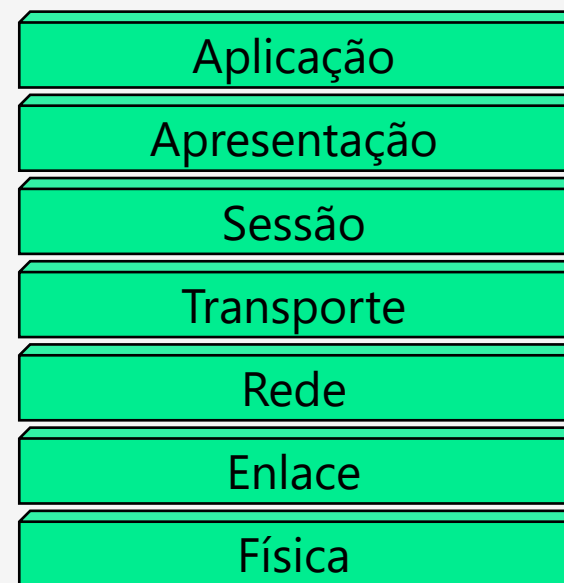 Aplicação
Apresentação
Sessão
Transporte
Rede
Enlace
Física